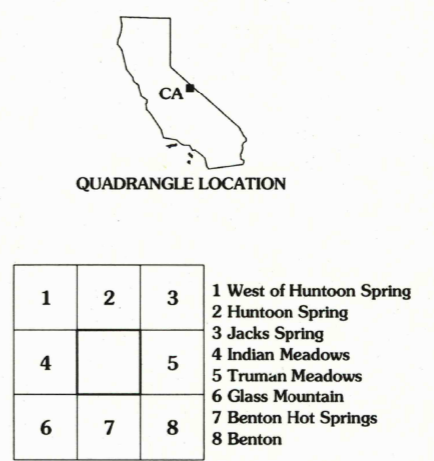 CA
QUADRANGLE LOCATION
1 2 3
4 5
6 7 8
1 West of Huntoon Spring
2 Huntoon Spring
3 Jacks Spring
4 Indian Meadows
5 Truman Meadows
6 Glass Mountain
7 Benton Hot Springs
8 Benton